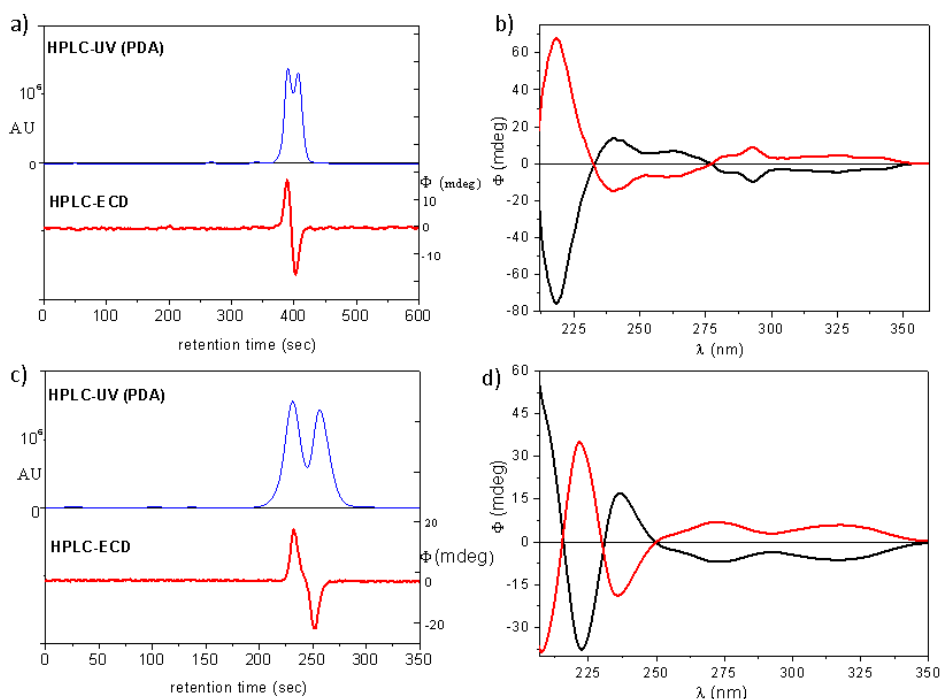 a)
HPLC-UV (PDA)
10⁶
AU
0
HPLC-ECD
Φ (mdeg)
10
0
-10
0 100 200 300 400 500 600
retention time (sec)
b)
60
40
20
0
-20
-40
-60
-80
Φ (mdeg)
225 250 275 300 325 350
λ (nm)
c)
HPLC-UV (PDA)
10⁶
AU
0
HPLC-ECD
20
Φ(mdeg)
0
-20
0 50 100 150 200 250 300 350
retention time (sec)
d)
60
45
30
15
0
-15
-30
Φ (mdeg)
225 250 275 300 325 350
λ (nm)